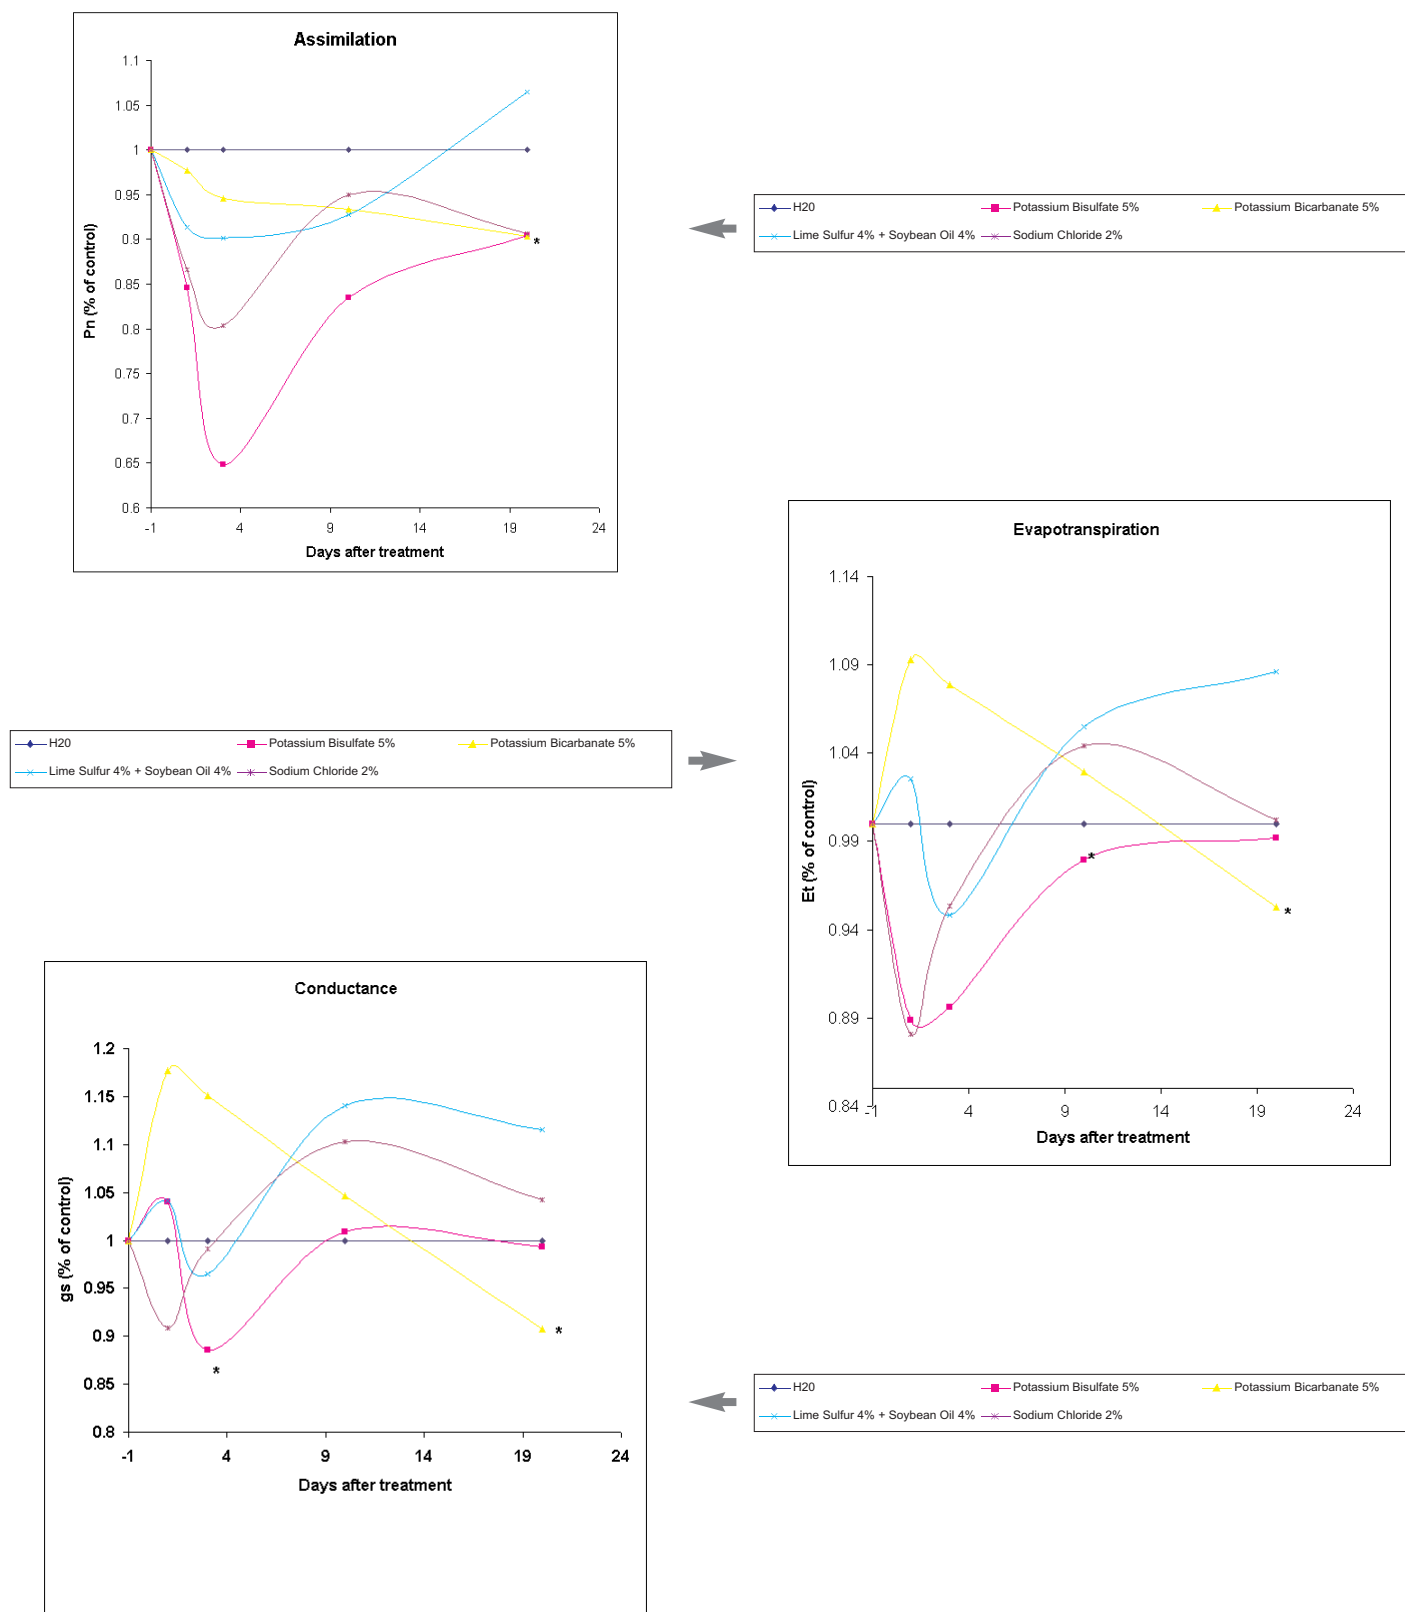 Assimilation
1.1
1.05
1
0.95
0.9
0.85
0.8
0.75
0.7
0.65
0.6
Pn (% of control)
*
-1 4 9 14 19 24
Days after treatment
H20 Potassium Bisulfate 5% Potassium Bicarbanate 5%
Lime Sulfur 4% + Soybean Oil 4% Sodium Chloride 2%
Evapotranspiration
1.14
1.09
1.04
0.99
0.94
0.89
0.84
Et (% of control)
*
*
-1 4 9 14 19 24
Days after treatment
H20 Potassium Bisulfate 5% Potassium Bicarbanate 5%
Lime Sulfur 4% + Soybean Oil 4% Sodium Chloride 2%
Conductance
1.2
1.15
1.1
1.05
1
0.95
0.9
0.85
0.8
gs (% of control)
*
*
-1 4 9 14 19 24
Days after treatment
H20 Potassium Bisulfate 5% Potassium Bicarbanate 5%
Lime Sulfur 4% + Soybean Oil 4% Sodium Chloride 2%